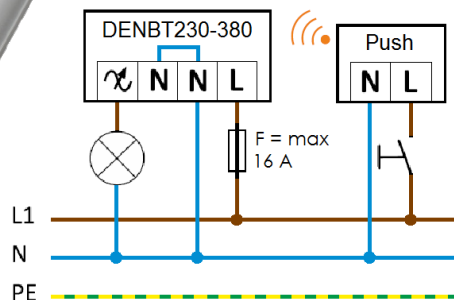 DENBT230-380
N N L
Push
N L
F = max
16 A
L1
N
PE